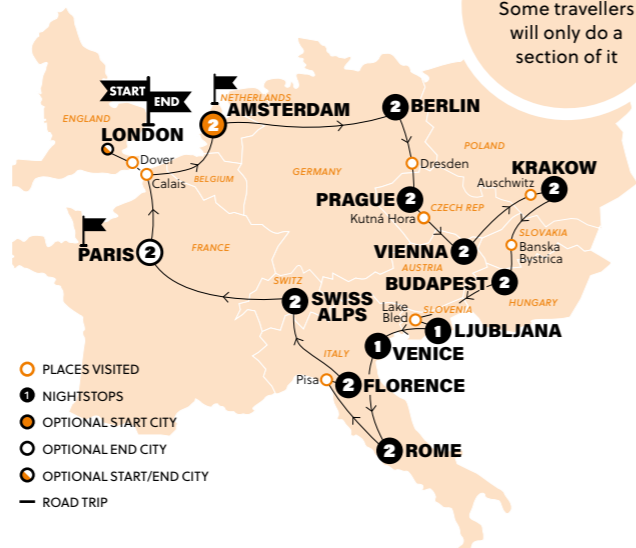 Some travellers
will only do a
section of it
START
END
ENGLAND
LONDON
Dover
Calais
NETHERLANDS
2 AMSTERDAM
BELGIUM
2 BERLIN
GERMANY
Dresden
POLAND
PRAGUE 2
Kutná Hora
CZECH REP
Auschwitz
KRAKOW
2
SLOVAKIA
Banska
Bystrica
VIENNA 2
AUSTRIA
BUDAPEST 2
HUNGARY
PARIS 2
FRANCE
SWITZ
2 SWISS
ALPS
Lake
Bled
SLOVENIA
1 LJUBLJANA
1 VENICE
ITALY
Pisa
2 FLORENCE
2 ROME
PLACES VISITED
1 NIGHTSTOPS
OPTIONAL START CITY
OPTIONAL END CITY
OPTIONAL START/END CITY
ROAD TRIP